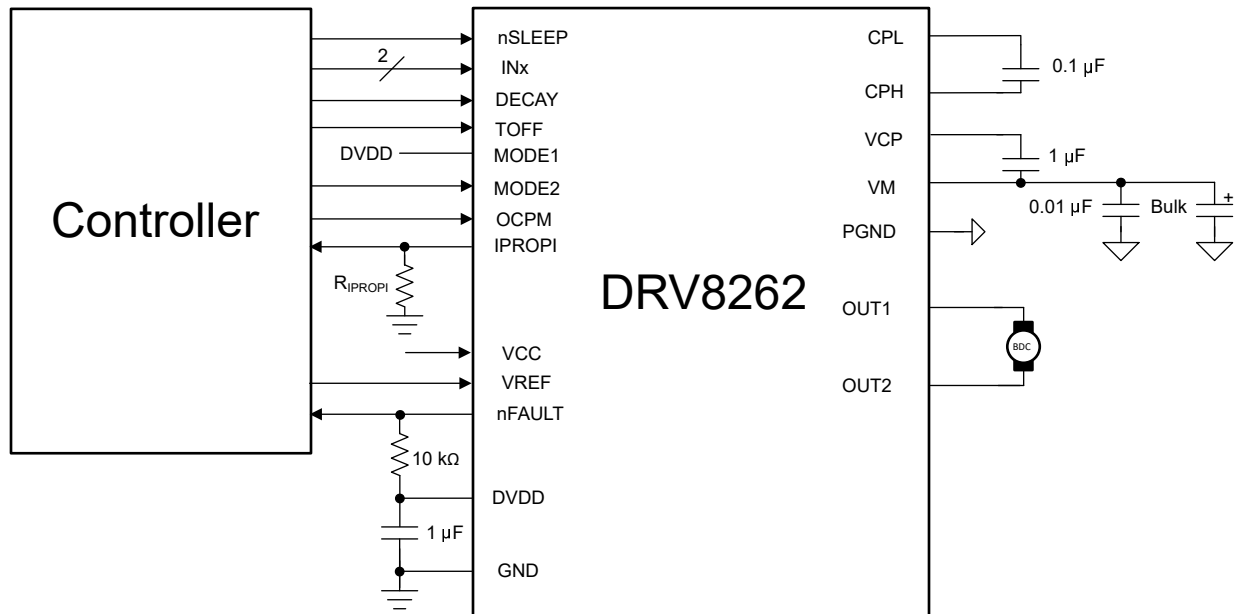 Controller
DRV8262
nSLEEP
2
INx
DECAY
TOFF
DVDD
MODE1
MODE2
OCPM
IPROPI
RIPROPI
VCC
VREF
nFAULT
10 kΩ
DVDD
1 µF
GND
CPL
0.1 µF
CPH
VCP
1 µF
VM
0.01 µF
Bulk
+
PGND
OUT1
BDC
OUT2